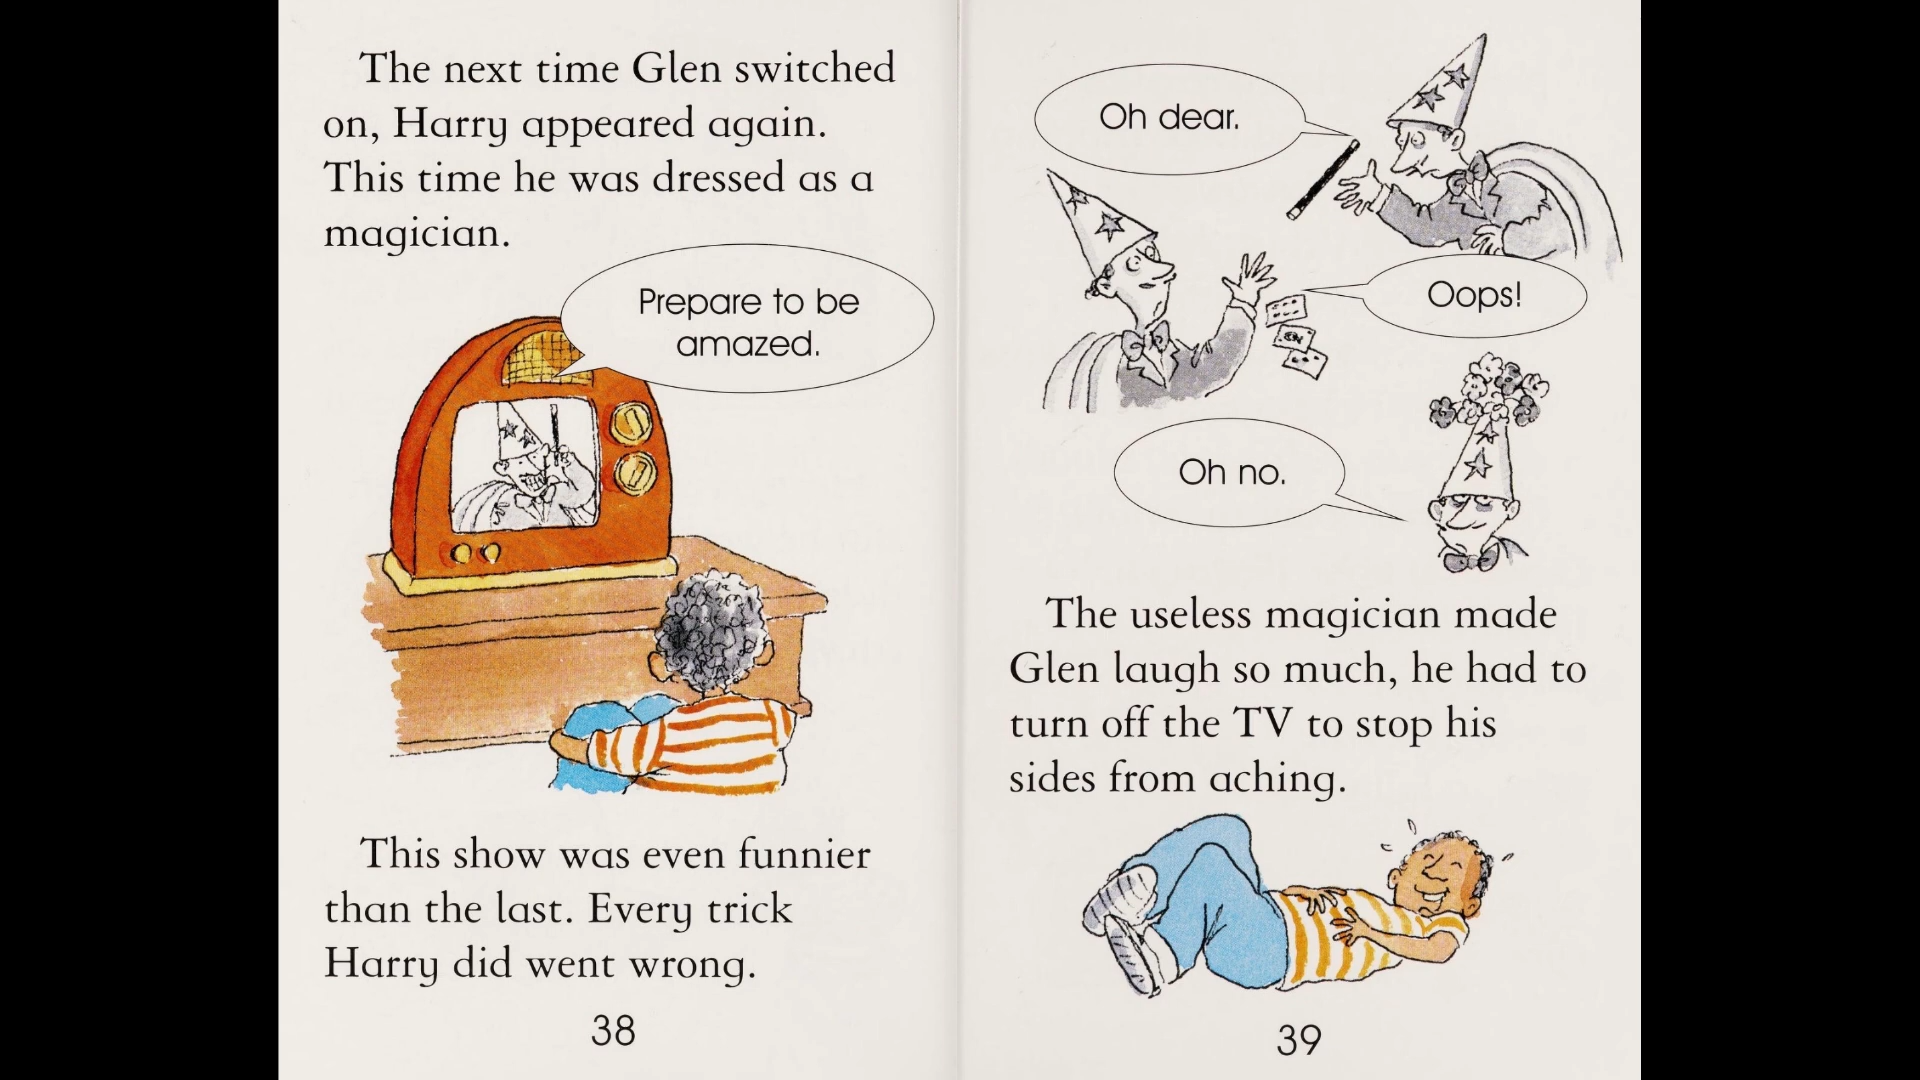 The next time Glen switched
on, Harry appeared again.
This time he was dressed as a
magician.
Prepare to be
amazed.
This show was even funnier
than the last. Every trick
Harry did went wrong.
38
Oh dear.
Oops!
Oh no.
The useless magician made
Glen laugh so much, he had to
turn off the TV to stop his
sides from aching.
39